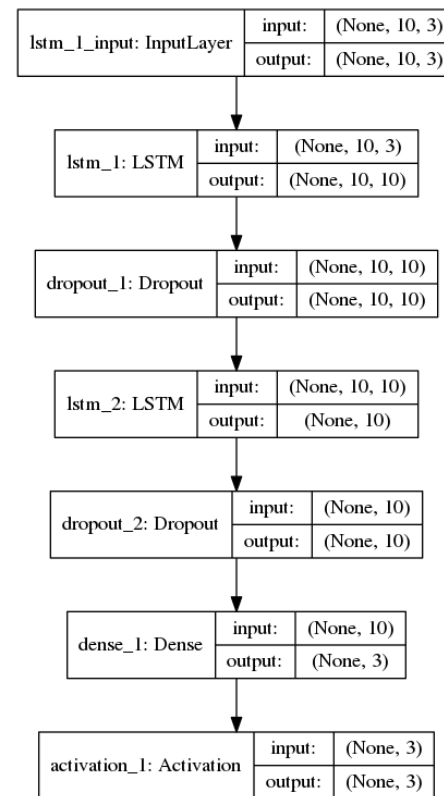 lstm_1_input: InputLayer
input: (None, 10, 3)
output: (None, 10, 3)
lstm_1: LSTM
input: (None, 10, 3)
output: (None, 10, 10)
dropout_1: Dropout
input: (None, 10, 10)
output: (None, 10, 10)
lstm_2: LSTM
input: (None, 10, 10)
output: (None, 10)
dropout_2: Dropout
input: (None, 10)
output: (None, 10)
dense_1: Dense
input: (None, 10)
output: (None, 3)
activation_1: Activation
input: (None, 3)
output: (None, 3)